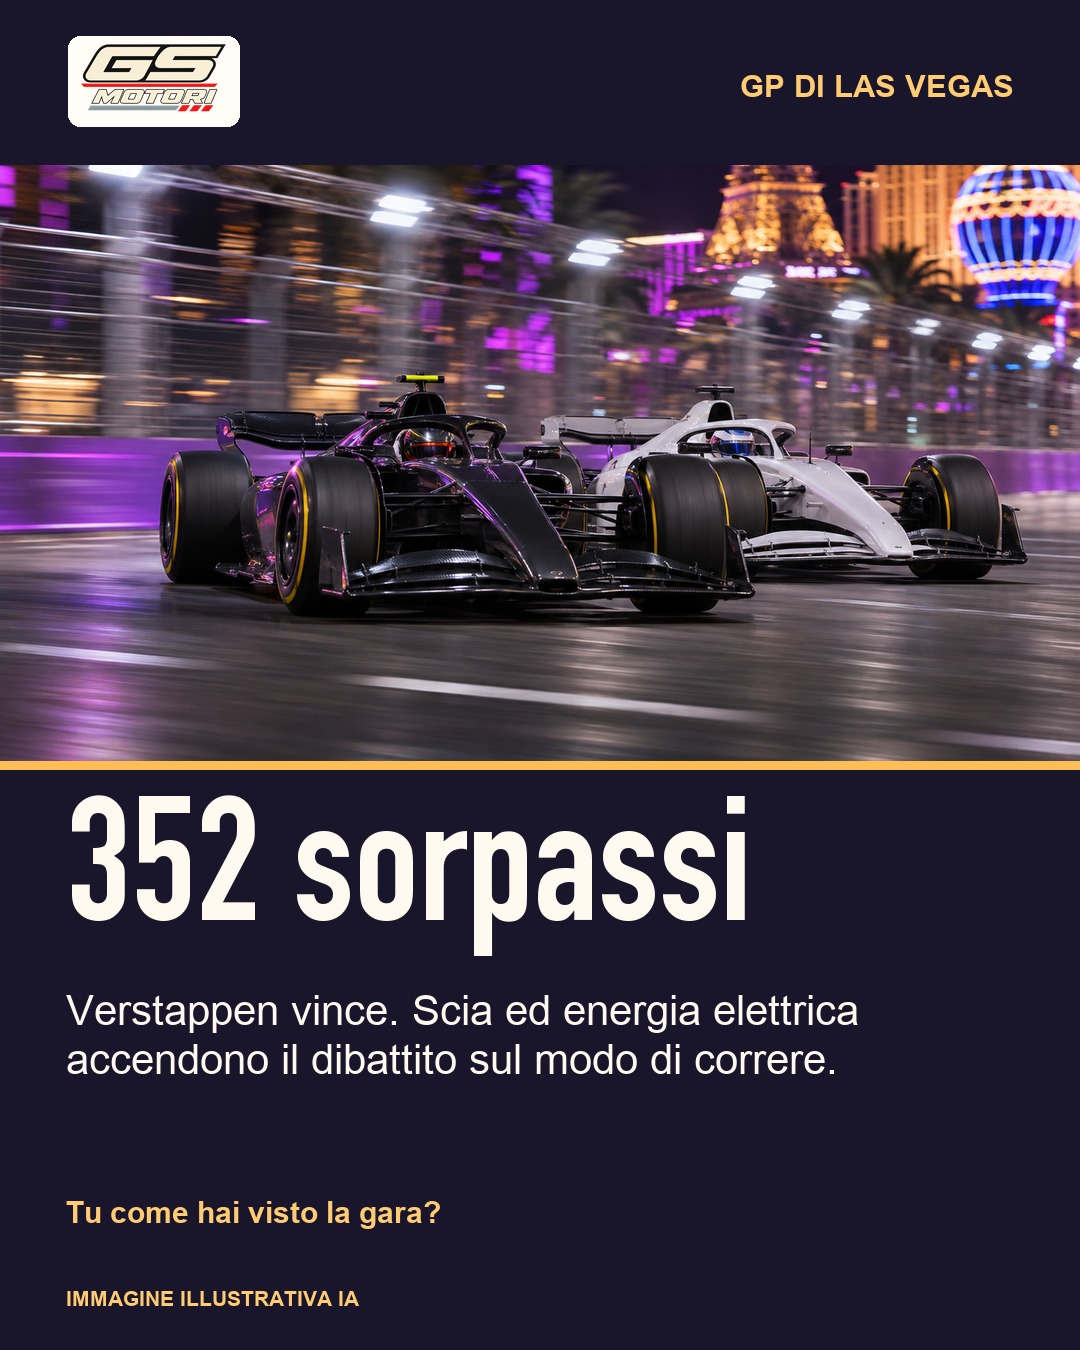 GS
MOTORI
GP DI LAS VEGAS
352 sorpassi
Verstappen vince. Scia ed energia elettrica
accendono il dibattito sul modo di correre.
Tu come hai visto la gara?
IMMAGINE ILLUSTRATIVA IA